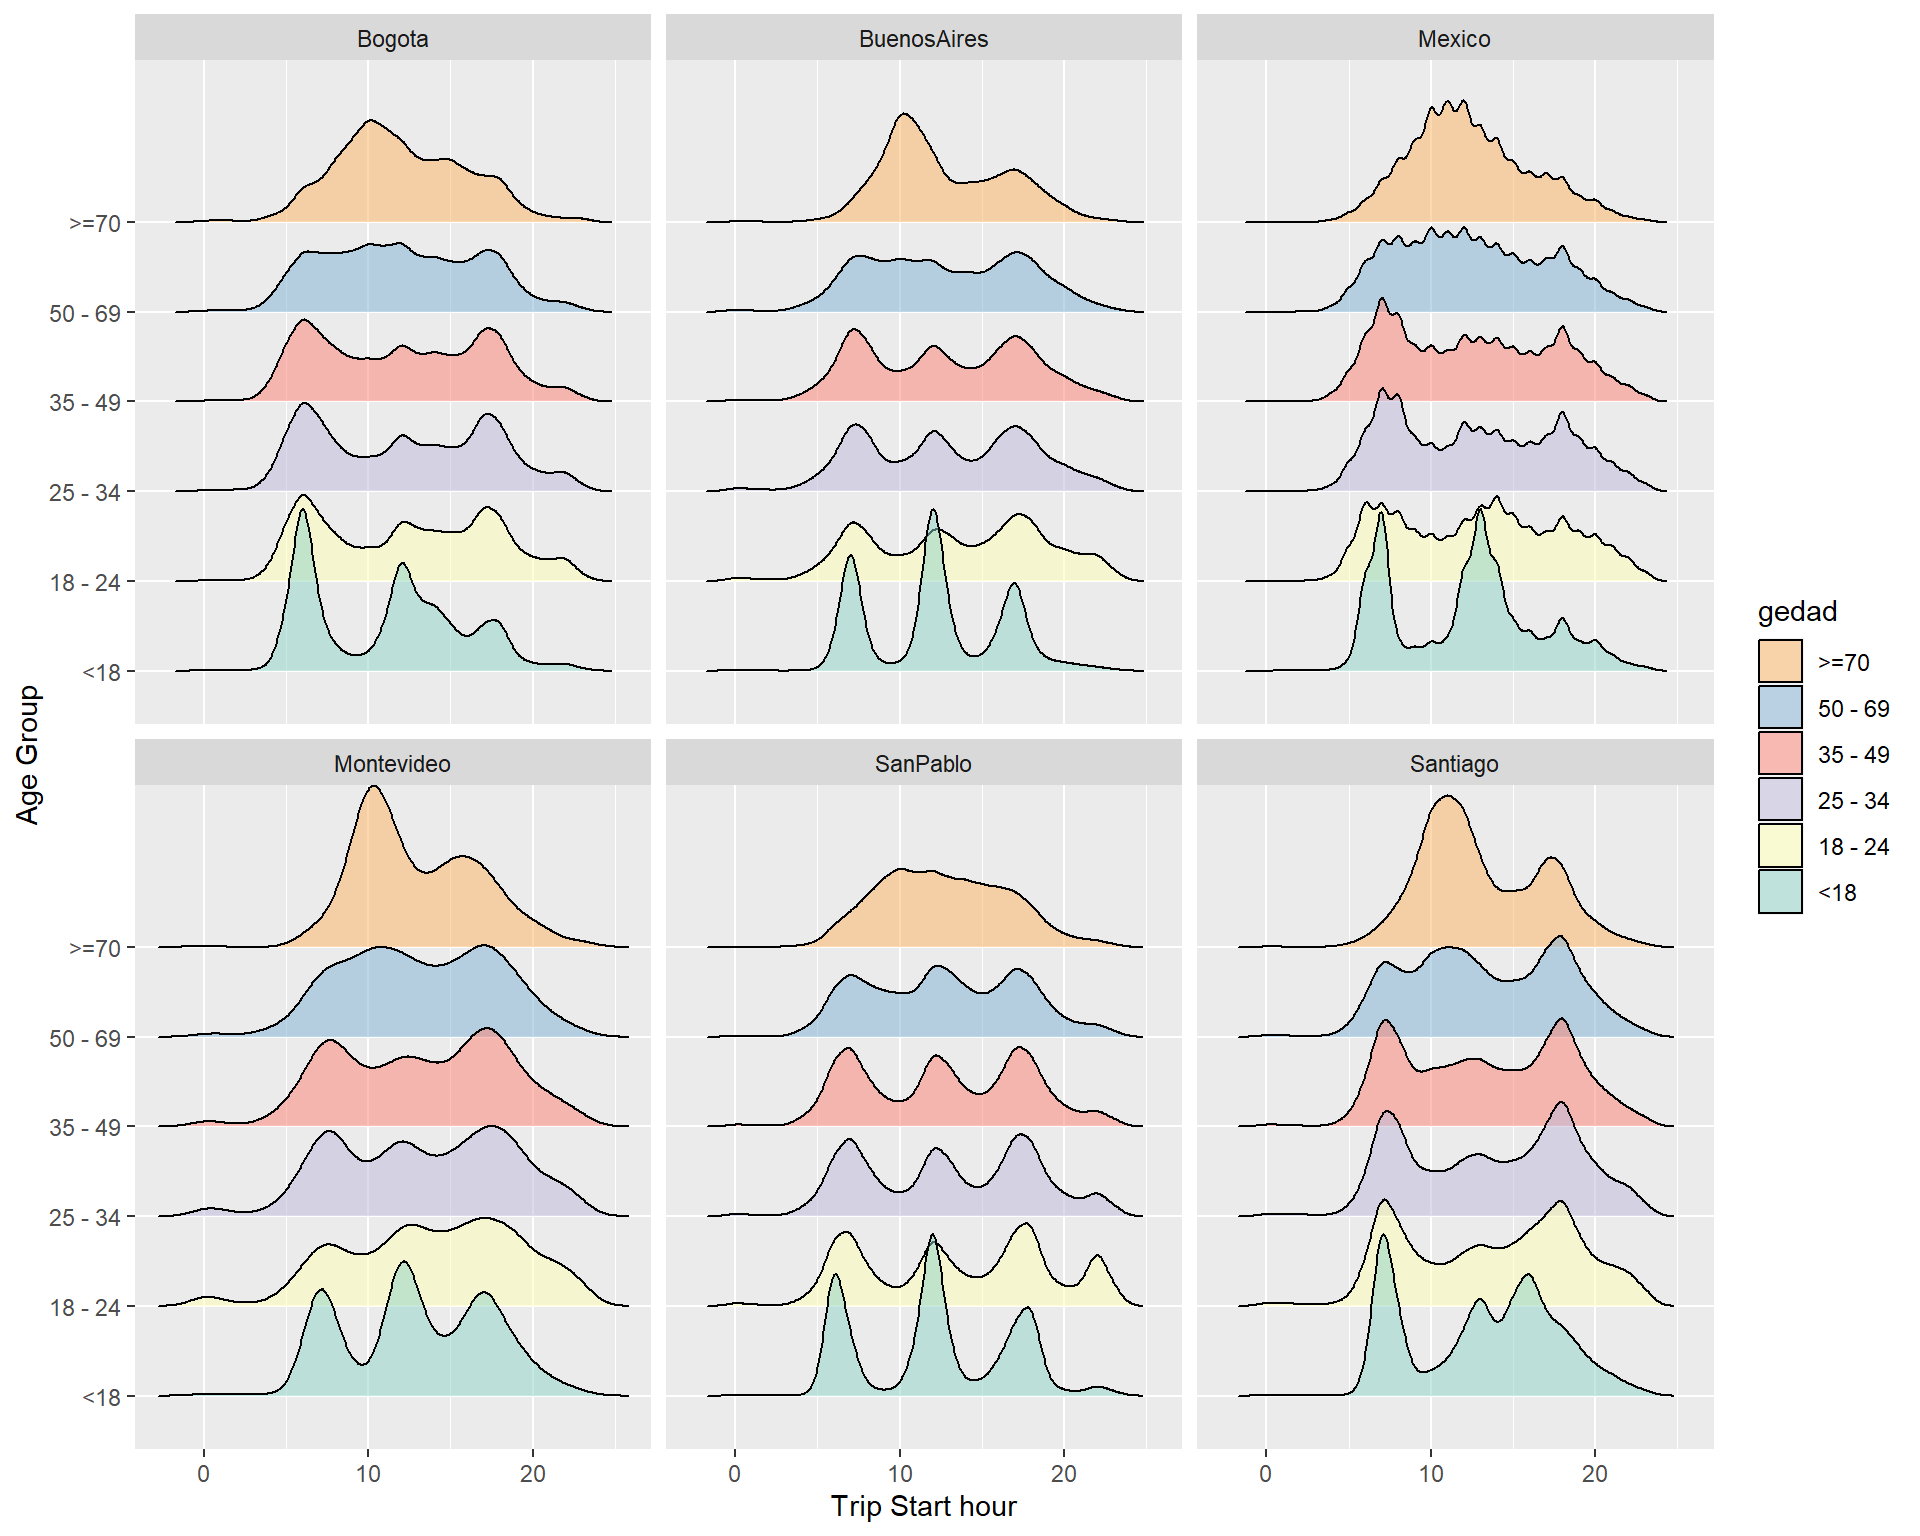 Bogota
BuenosAires
Mexico
>=70
50 - 69
35 - 49
25 - 34
18 - 24
<18
Montevideo
SanPablo
Santiago
>=70
50 - 69
35 - 49
25 - 34
18 - 24
<18
0 10 20
0 10 20
0 10 20
Trip Start hour
Age Group
gedad
>=70
50 - 69
35 - 49
25 - 34
18 - 24
<18